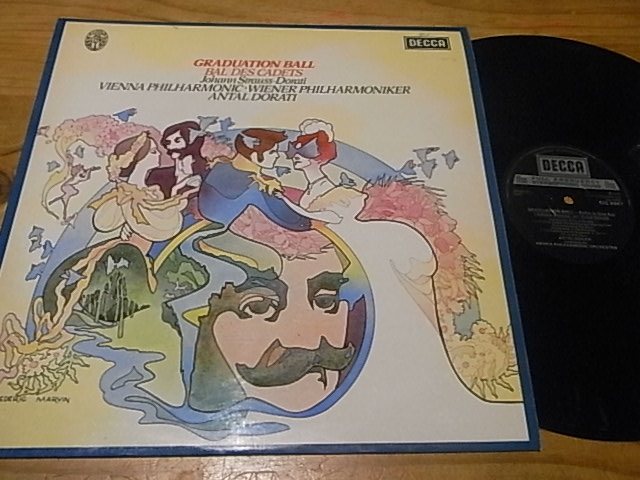 DECCA
GRADUATION BALL
BAL DES CADETS
Johann Strauss-Dorati
VIENNA PHILHARMONIC·WIENER PHILHARMONIKER
ANTAL DORATI
MARVIN
DECCA